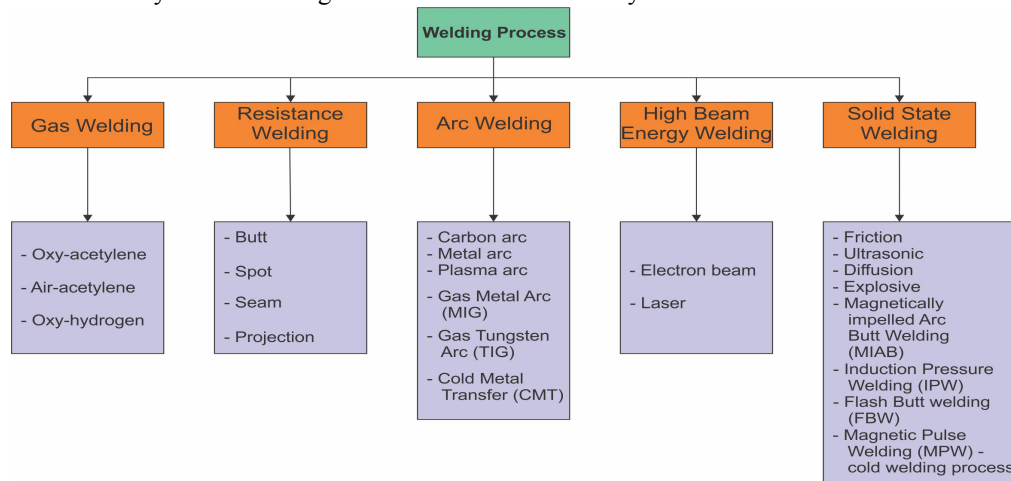 Welding Process
Gas Welding
Resistance
Welding
Arc Welding
High Beam
Energy Welding
Solid State
Welding
- Oxy-acetylene
- Air-acetylene
- Oxy-hydrogen
- Butt
- Spot
- Seam
- Projection
- Carbon arc
- Metal arc
- Plasma arc
- Gas Metal Arc
(MIG)
- Gas Tungsten
Arc (TIG)
- Cold Metal
Transfer (CMT)
- Electron beam
- Laser
- Friction
- Ultrasonic
- Diffusion
- Explosive
- Magnetically
impelled Arc
Butt Welding
(MIAB)
- Induction Pressure
Welding (IPW)
- Flash Butt welding
(FBW)
- Magnetic Pulse
Welding (MPW) -
cold welding process